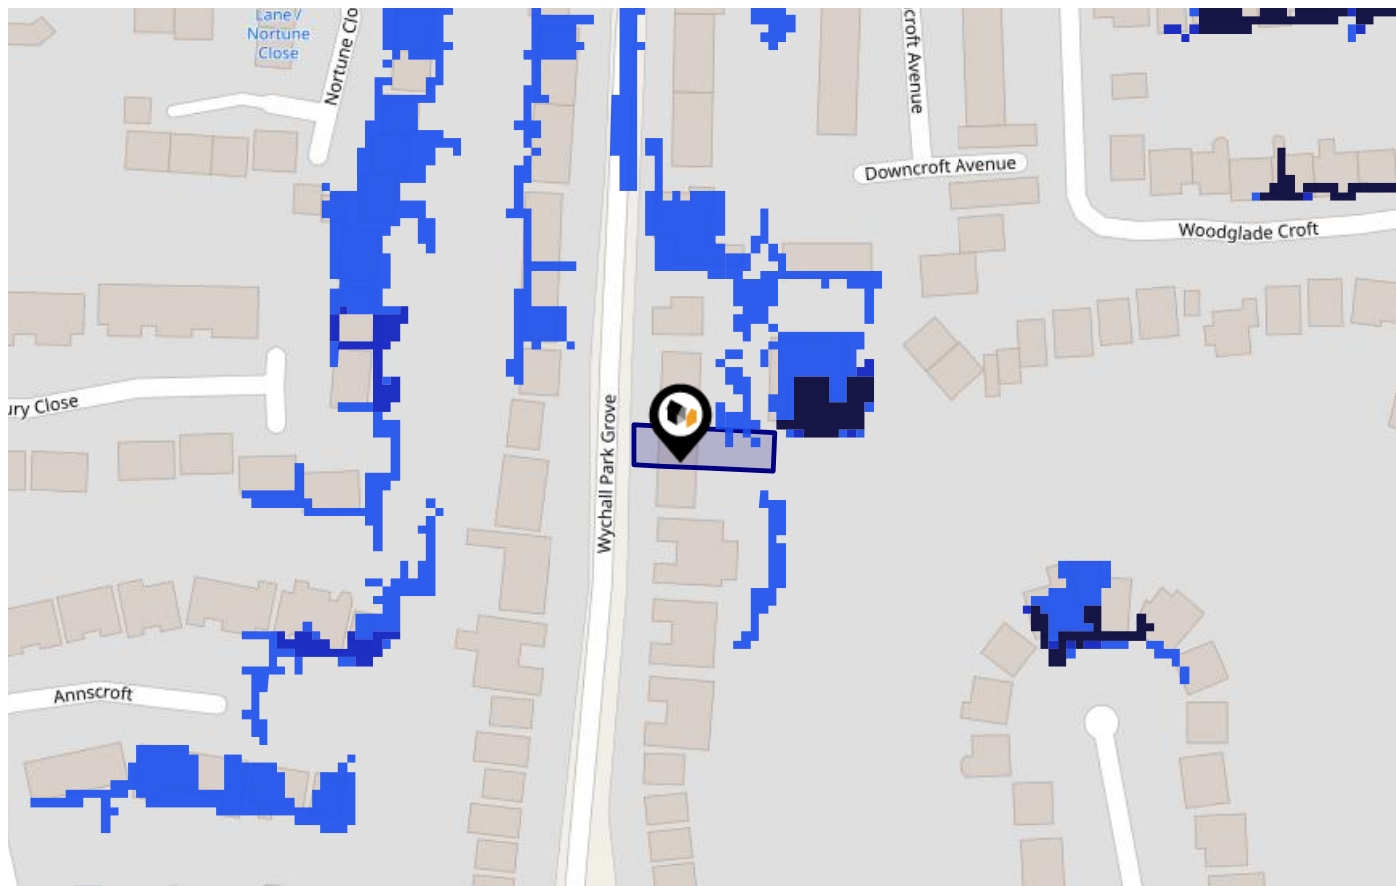 Lane /
Nortune
Close
Nortune Clo
croft Avenue
Downcroft Avenue
Woodglade Croft
ury Close
Wychall Park Grove
Annscroft